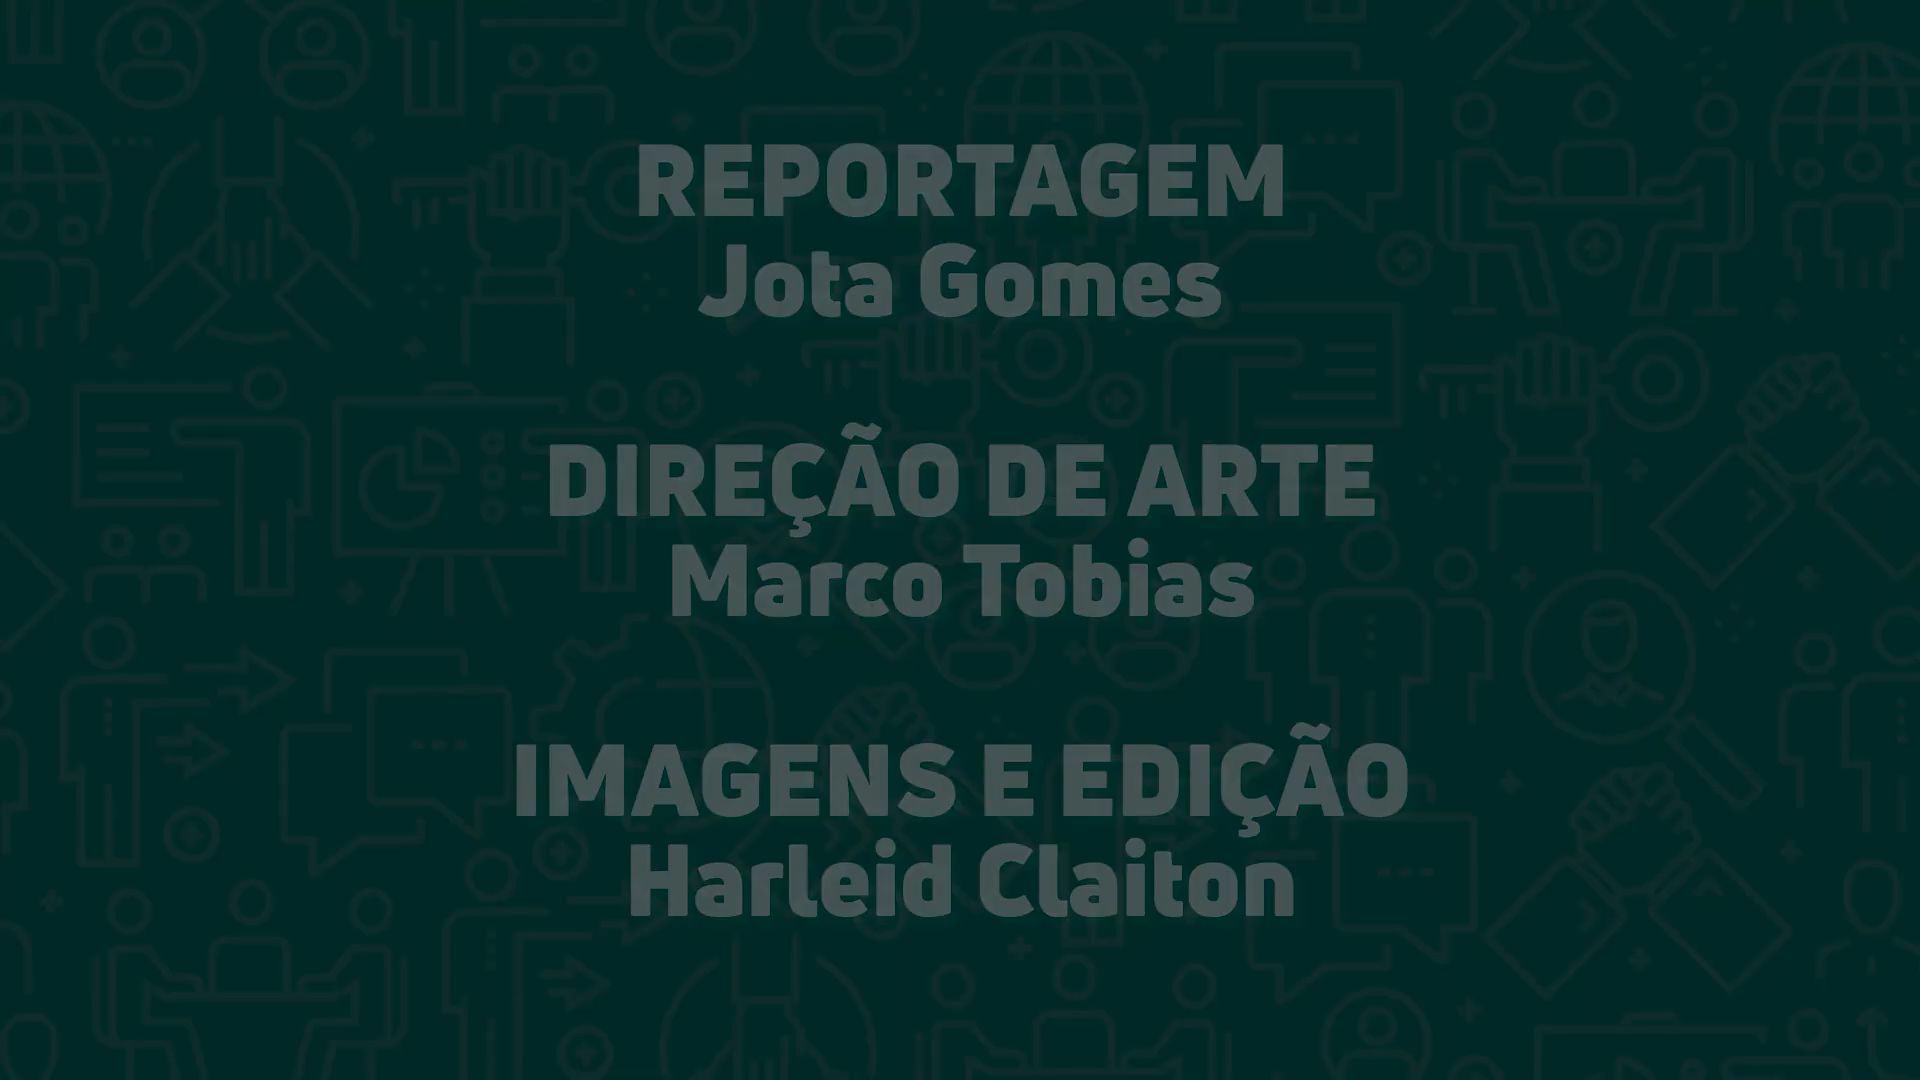 REPORTAGEM
Jota Gomes
DIREÇÃO DE ARTE
Marco Tobias
IMAGENS E EDIÇÃO
Harleid Claiton